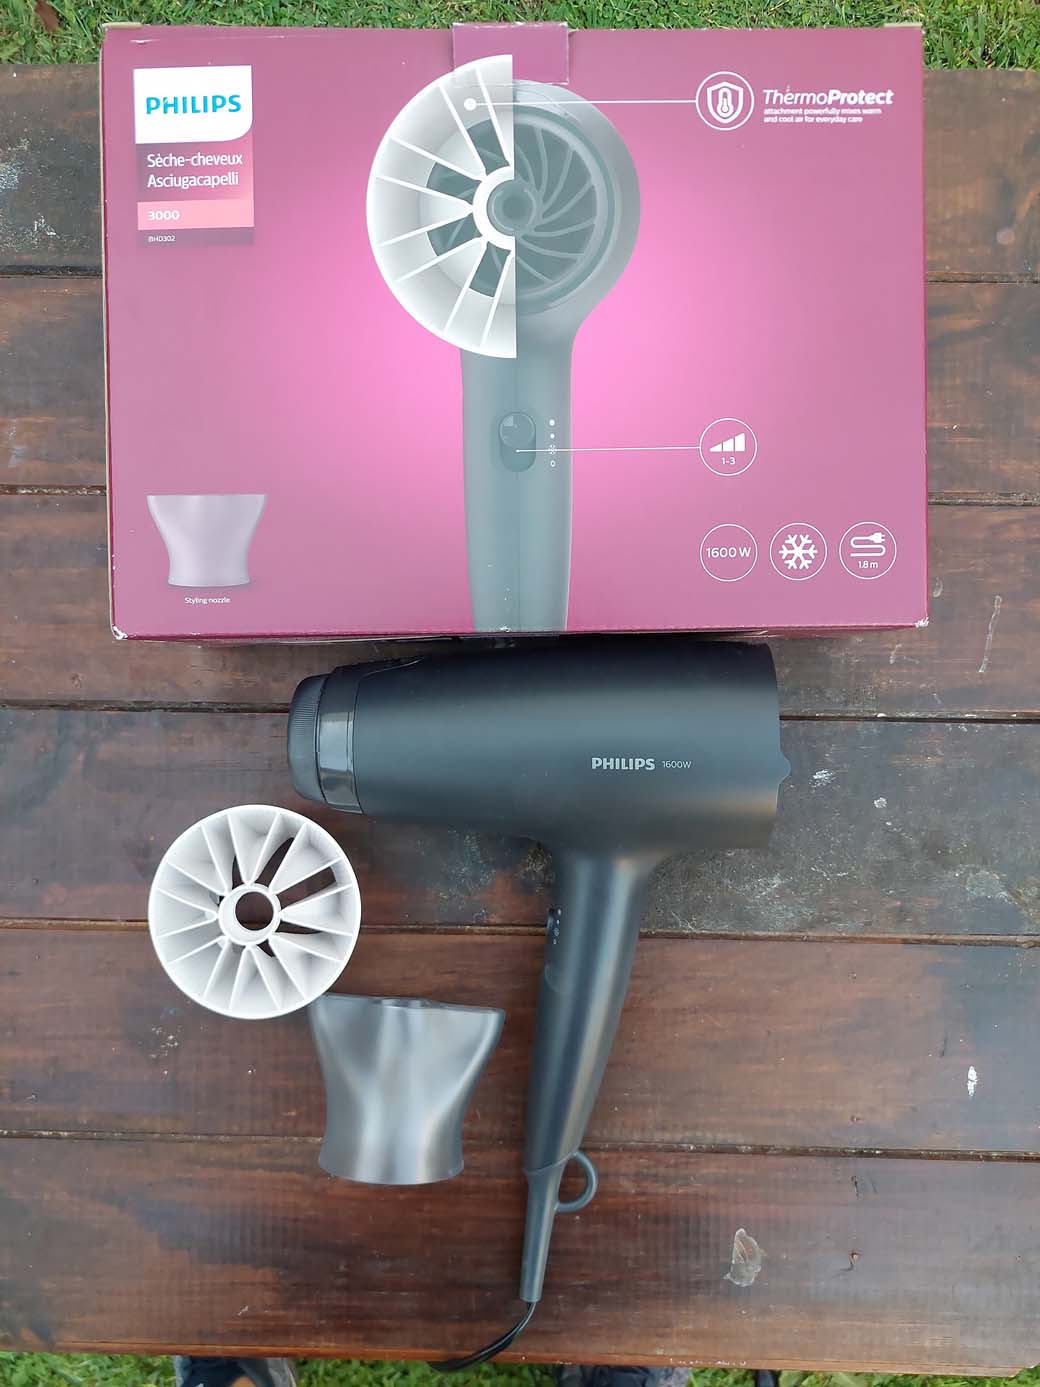 PHILIPS
Sèche-cheveux
Asciugacapelli
3000
BHD302
ThermoProtect
attachment powerfully mixes warm
and cool air for everyday care
1-3
1600 W
1.8 m
Styling nozzle
PHILIPS 1600W